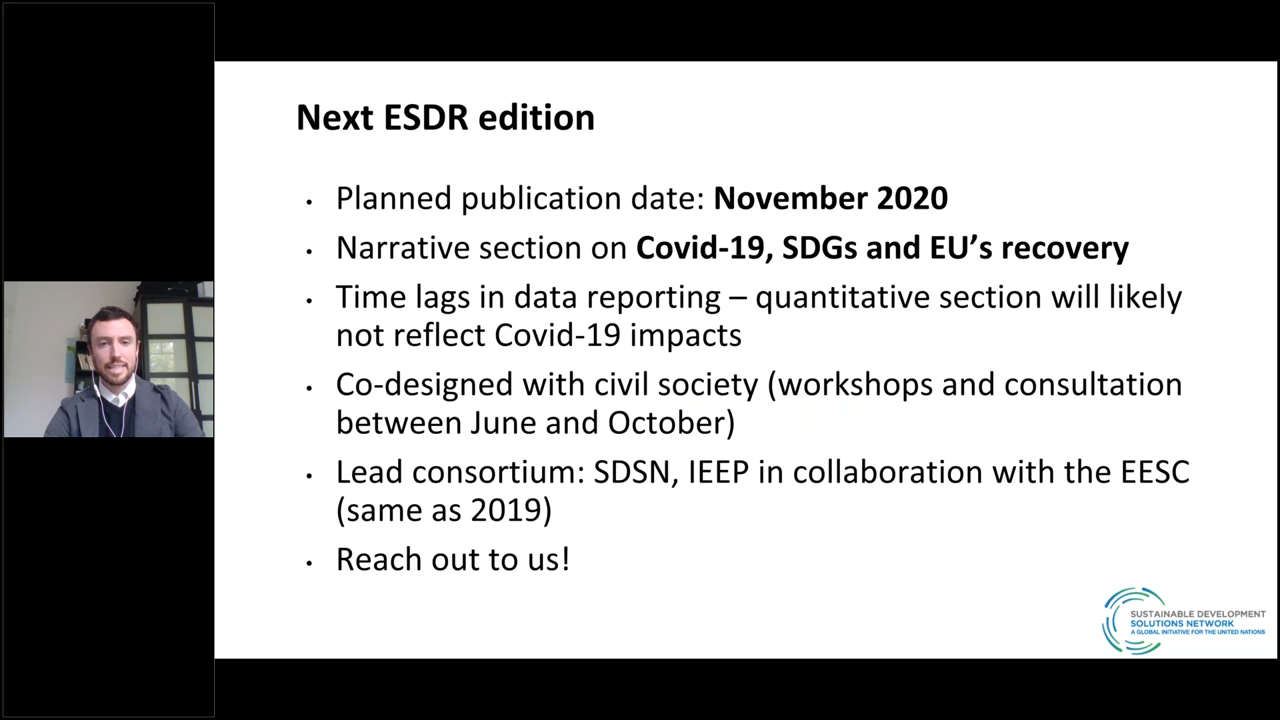 Next ESDR edition
• Planned publication date: November 2020
• Narrative section on Covid-19, SDGs and EU’s recovery
• Time lags in data reporting – quantitative section will likely
not reflect Covid-19 impacts
• Co-designed with civil society (workshops and consultation
between June and October)
• Lead consortium: SDSN, IEEP in collaboration with the EESC
(same as 2019)
• Reach out to us!
SUSTAINABLE DEVELOPMENT
SOLUTIONS NETWORK
A GLOBAL INITIATIVE FOR THE UNITED NATIONS